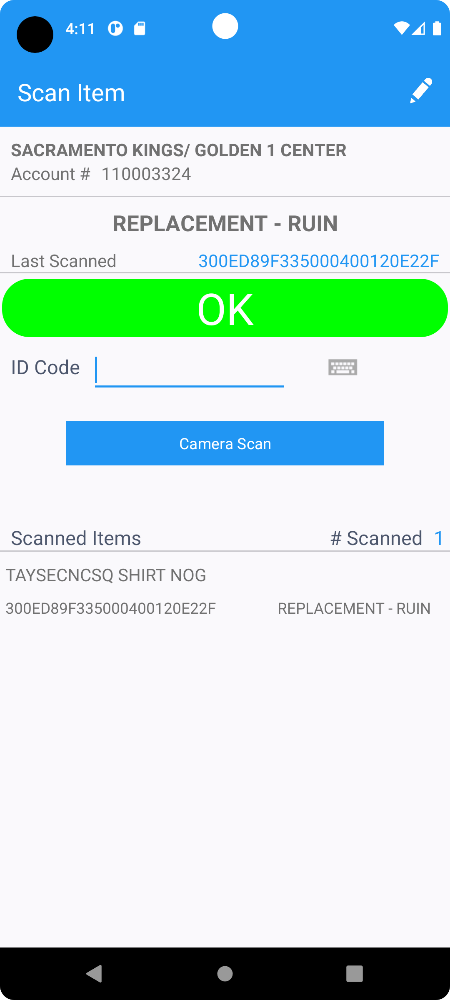 4:11
Scan Item
SACRAMENTO KINGS/ GOLDEN 1 CENTER
Account # 110003324
REPLACEMENT - RUIN
Last Scanned 300ED89F335000400120E22F
OK
ID Code
Camera Scan
Scanned Items # Scanned 1
TAYSECNCSQ SHIRT NOG
300ED89F335000400120E22F REPLACEMENT - RUIN